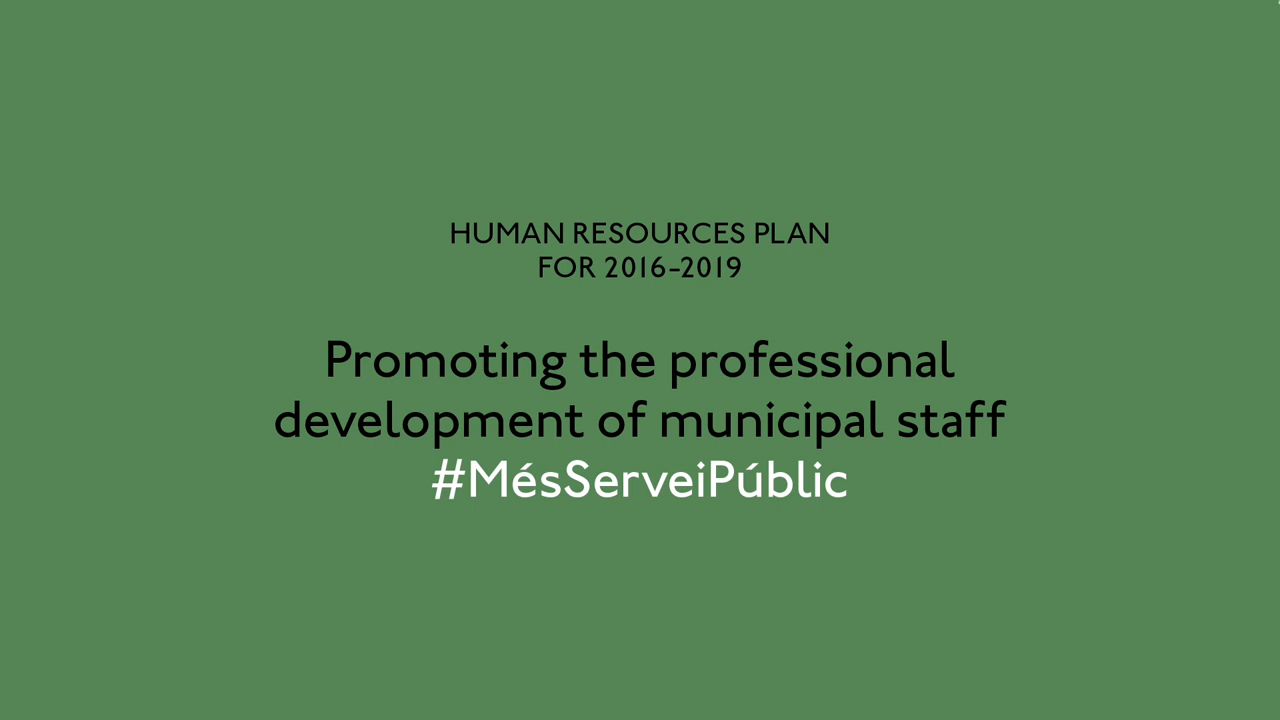 HUMAN RESOURCES PLAN
FOR 2016-2019
Promoting the professional
development of municipal staff
#MésServeiPúblic